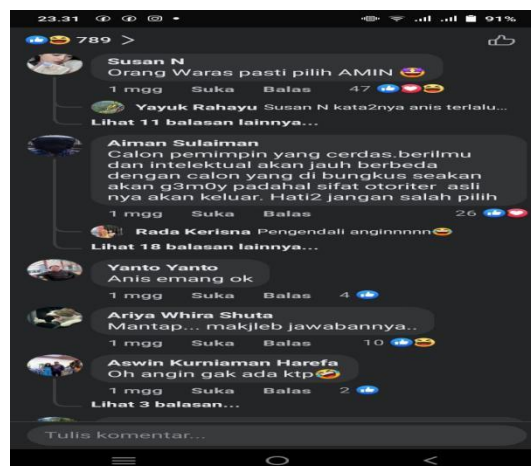 23.31
91%
789 >
Susan N
Orang Waras pasti pilih AMIN 🤩
1 mgg Suka Balas 47
Yayuk Rahayu Susan N kata2nya anis terlalu...
Lihat 11 balasan lainnya...
Aiman Sulaiman
Calon pemimpin yang cerdas.berilmu
dan intelektual akan jauh berbeda
dengan calon yang di bungkus seakan
akan g3m0y padahal sifat otoriter asli
nya akan keluar. Hati2 jangan salah pilih
1 mgg Suka Balas 26
Rada Kerisna Pengendali anginnnnn😂
Lihat 18 balasan lainnya...
Yanto Yanto
Anis emang ok
1 mgg Suka Balas 4
Ariya Whira Shuta
Mantap... makjleb jawabannya..
1 mgg Suka Balas 10
Aswin Kurniaman Harefa
Oh angin gak ada ktp🤣
1 mgg Suka Balas 2
Lihat 3 balasan...
Tulis komentar...